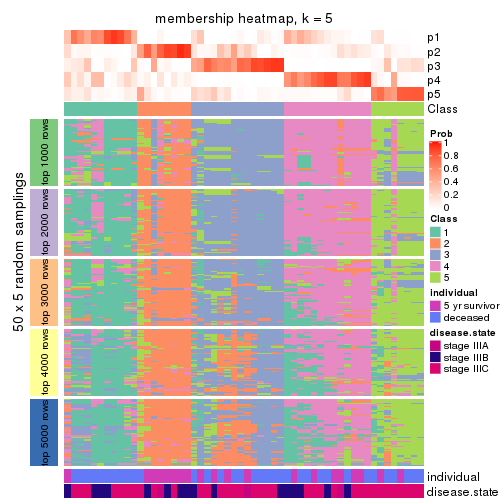 membership heatmap, k = 5
p1
p2
p3
p4
p5
Class
50 x 5 random samplings
top 1000 rows
top 2000 rows
top 3000 rows
top 4000 rows
top 5000 rows
individual
disease.state
Prob
1
0.8
0.6
0.4
0.2
0
Class
1
2
3
4
5
individual
5 yr survivor
deceased
disease.state
stage IIIA
stage IIIB
stage IIIC